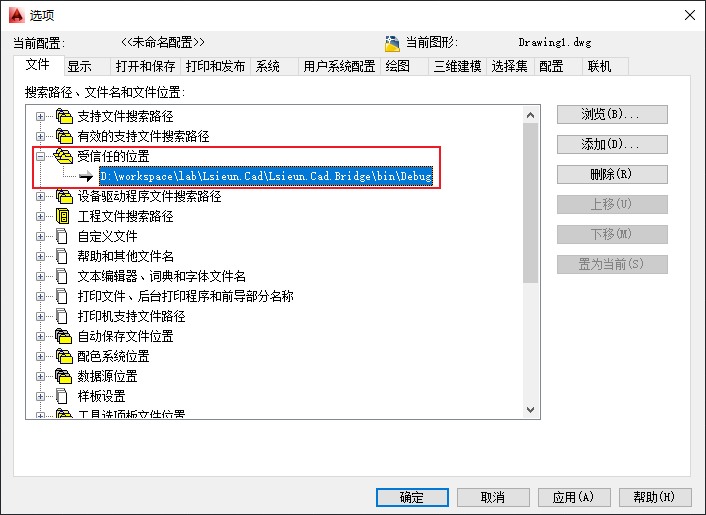 选项
当前配置: <<未命名配置>> 当前图形: Drawing1.dwg
文件 显示 打开和保存 打印和发布 系统 用户系统配置 绘图 三维建模 选择集 配置 联机
搜索路径、文件名和文件位置:
支持文件搜索路径
有效的支持文件搜索路径
受信任的位置
D:\workspace\lab\Lsieun.Cad\Lsieun.Cad.Bridge\bin\Debug
设备驱动程序文件搜索路径
工程文件搜索路径
自定义文件
帮助和其他文件名
文本编辑器、词典和字体文件名
打印文件、后台打印程序和前导部分名称
打印机支持文件路径
自动保存文件位置
配色系统位置
数据源位置
样板设置
工具选项板文件位置
浏览(B)...
添加(D)...
删除(R)
上移(U)
下移(M)
置为当前(S)
确定 取消 应用(A) 帮助(H)